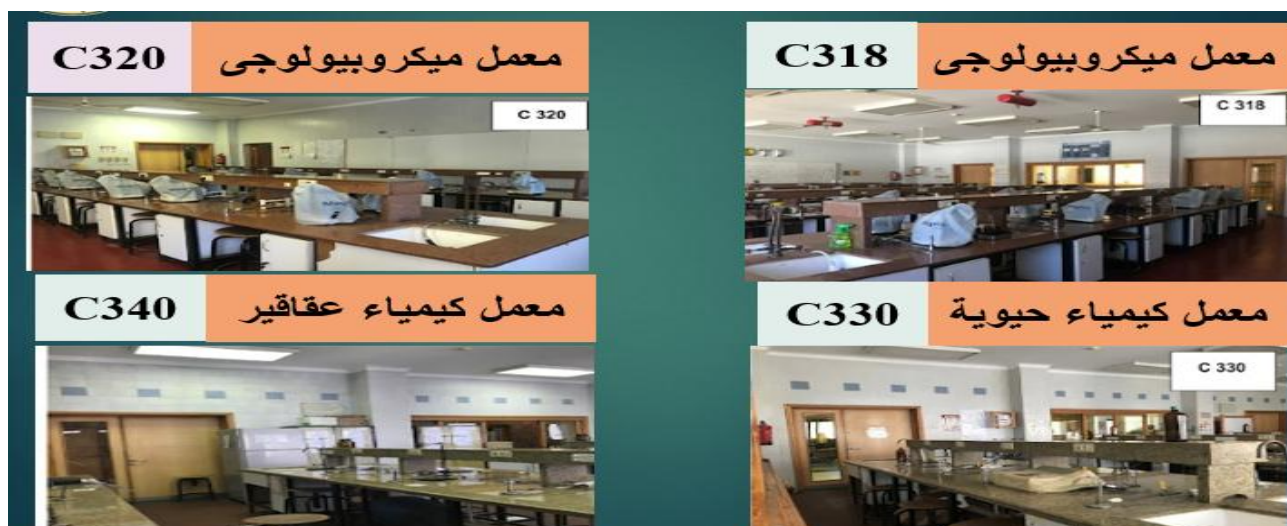 معمل ميكروبيولوجى C318
C 318
معمل ميكروبيولوجى C320
C 320
معمل كيمياء حيوية C330
C 330
معمل كيمياء عقاقير C340